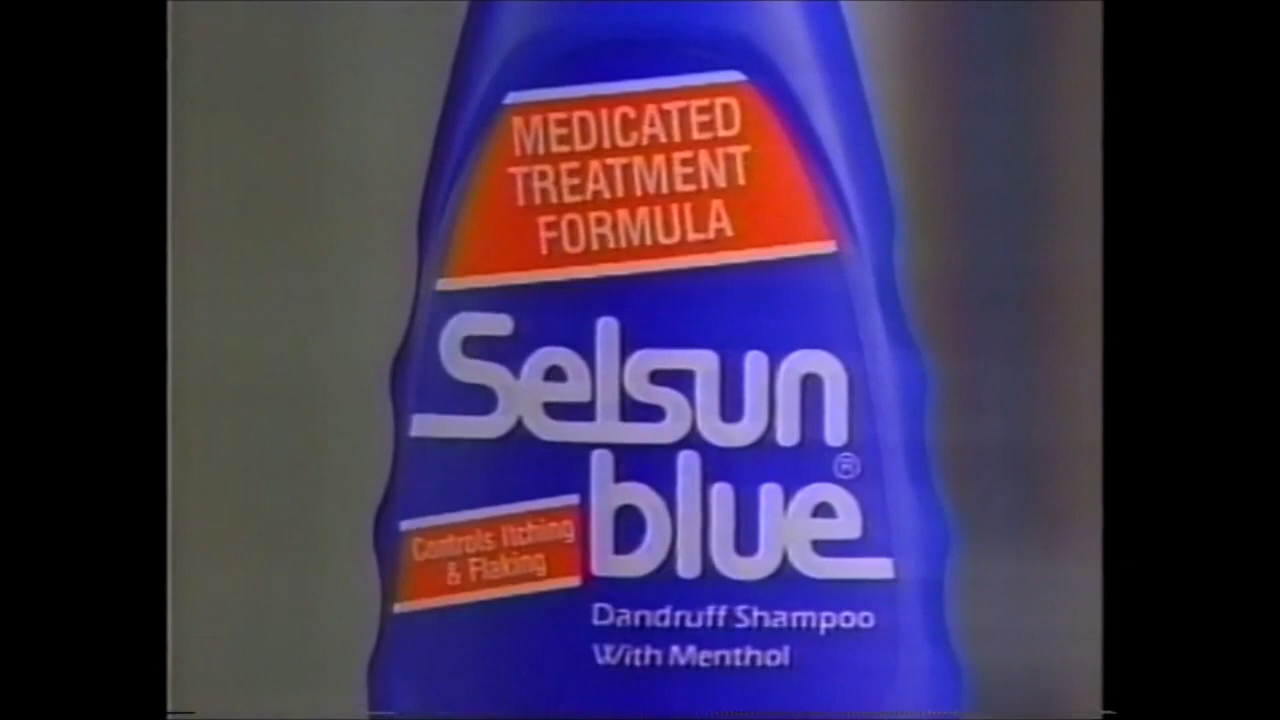 MEDICATED
TREATMENT
FORMULA
Selsun
blue®
Controls Itching
& Flaking
Dandruff Shampoo
With Menthol